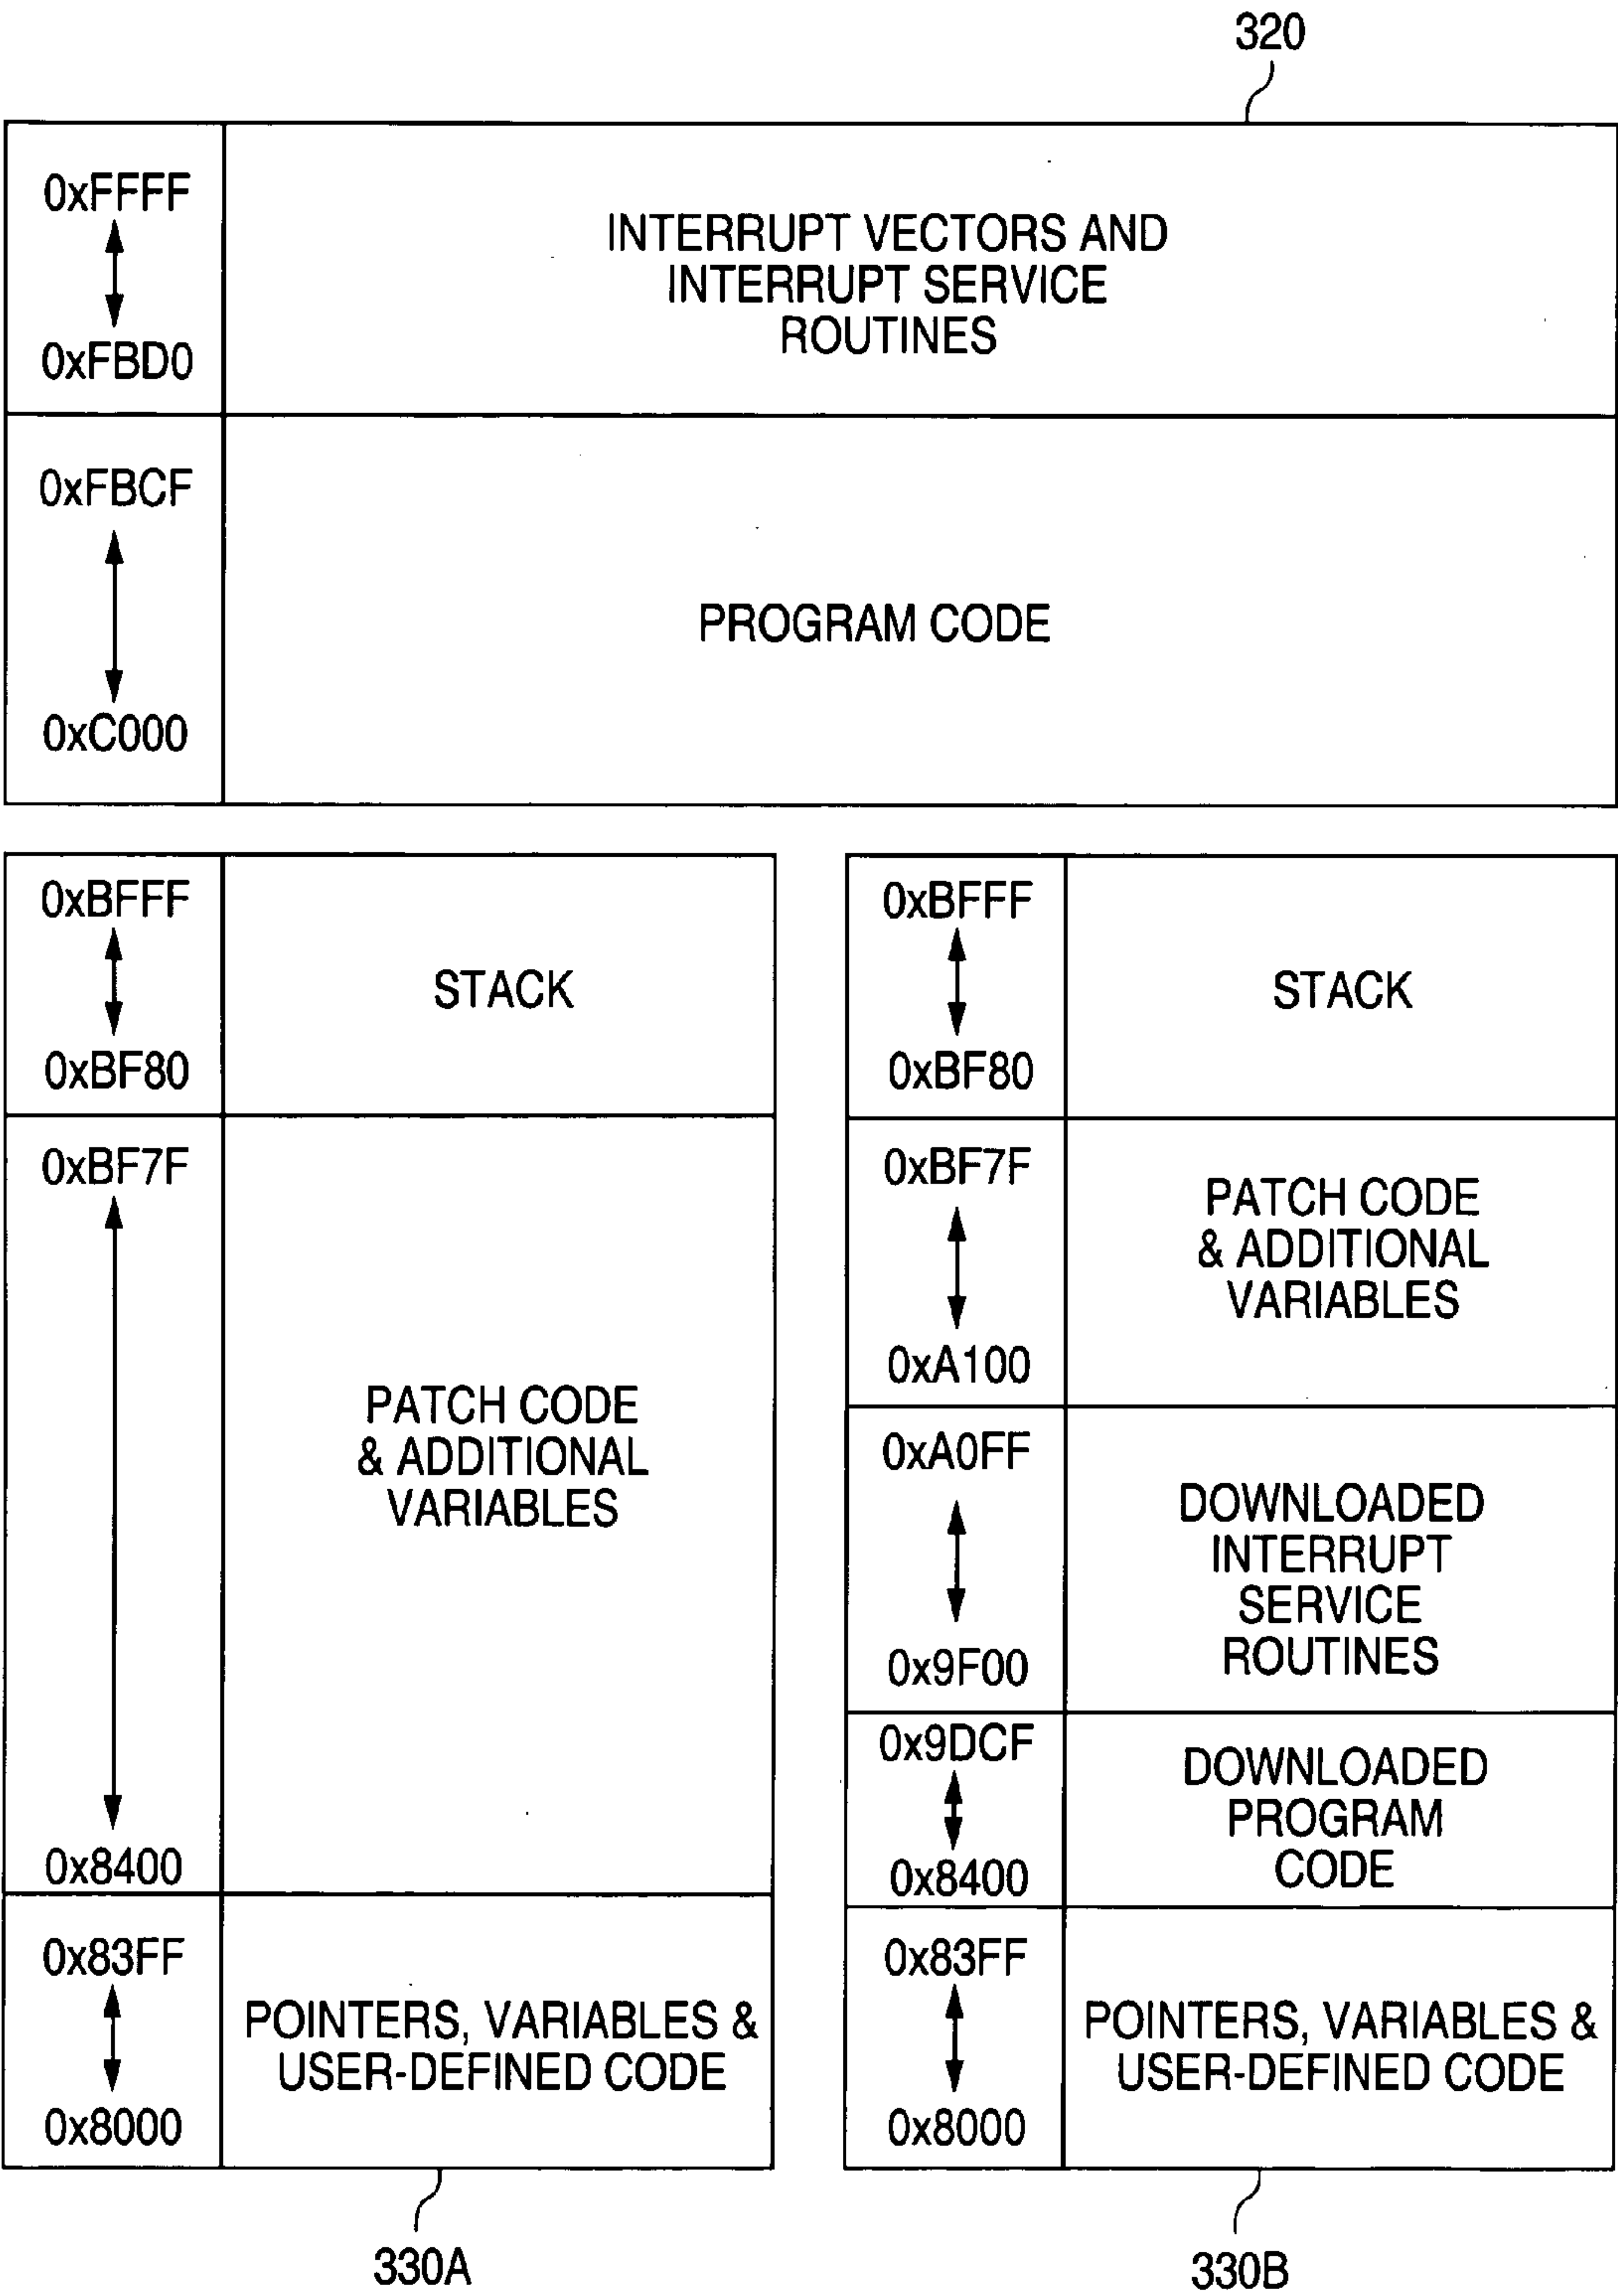 320
0xFFFF
0xFBD0
INTERRUPT VECTORS AND
INTERRUPT SERVICE
ROUTINES
0xFBCF
0xC000
PROGRAM CODE
0xBFFF
0xBF80
STACK
0xBF7F
0x8400
PATCH CODE
& ADDITIONAL
VARIABLES
0x83FF
0x8000
POINTERS, VARIABLES &
USER-DEFINED CODE
330A
0xBFFF
0xBF80
STACK
0xBF7F
0xA100
PATCH CODE
& ADDITIONAL
VARIABLES
0xA0FF
0x9F00
DOWNLOADED
INTERRUPT
SERVICE
ROUTINES
0x9DCF
0x8400
DOWNLOADED
PROGRAM
CODE
0x83FF
0x8000
POINTERS, VARIABLES &
USER-DEFINED CODE
330B